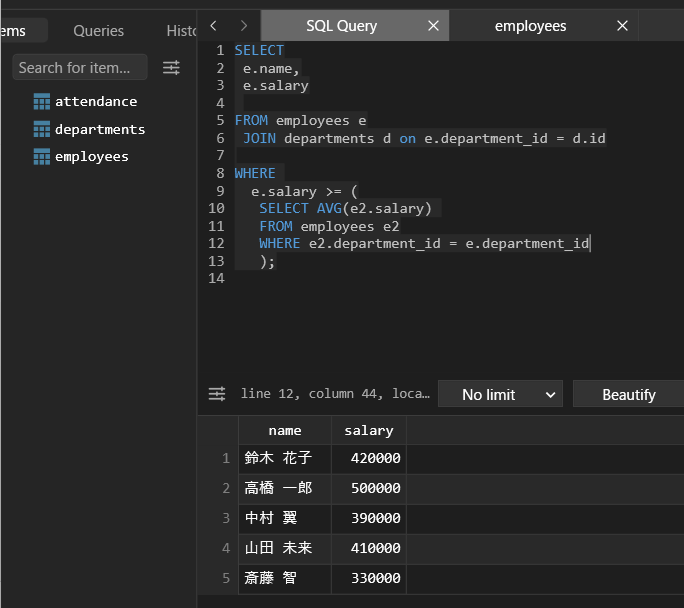 ems Queries Histo
Search for item...
attendance
departments
employees
SQL Query
employees
1 SELECT
2 e.name,
3 e.salary
4
5 FROM employees e
6 JOIN departments d on e.department_id = d.id
7
8 WHERE
9 e.salary >= (
10 SELECT AVG(e2.salary)
11 FROM employees e2
12 WHERE e2.department_id = e.department_id
13 );
14
line 12, column 44, loca… No limit Beautify
name salary
1 鈴木 花子 420000
2 高橋 一郎 500000
3 中村 翼 390000
4 山田 未来 410000
5 斎藤 智 330000